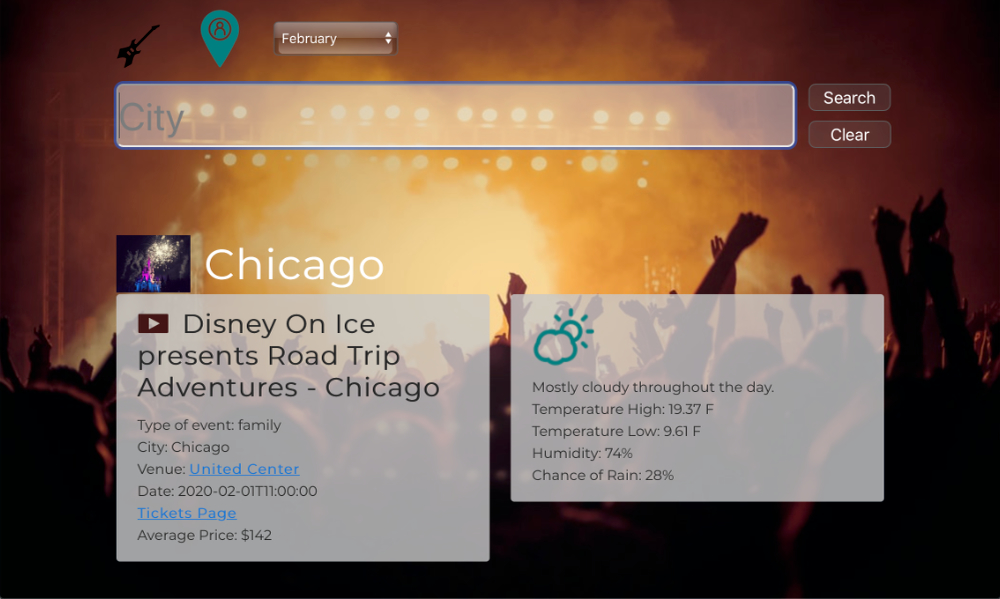 February
City
Search
Clear
Chicago
Disney On Ice
presents Road Trip
Adventures - Chicago
Type of event: family
City: Chicago
Venue: United Center
Date: 2020-02-01T11:00:00
Tickets Page
Average Price: $142
Mostly cloudy throughout the day.
Temperature High: 19.37 F
Temperature Low: 9.61 F
Humidity: 74%
Chance of Rain: 28%